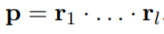 p = r₁ · … · rₗ